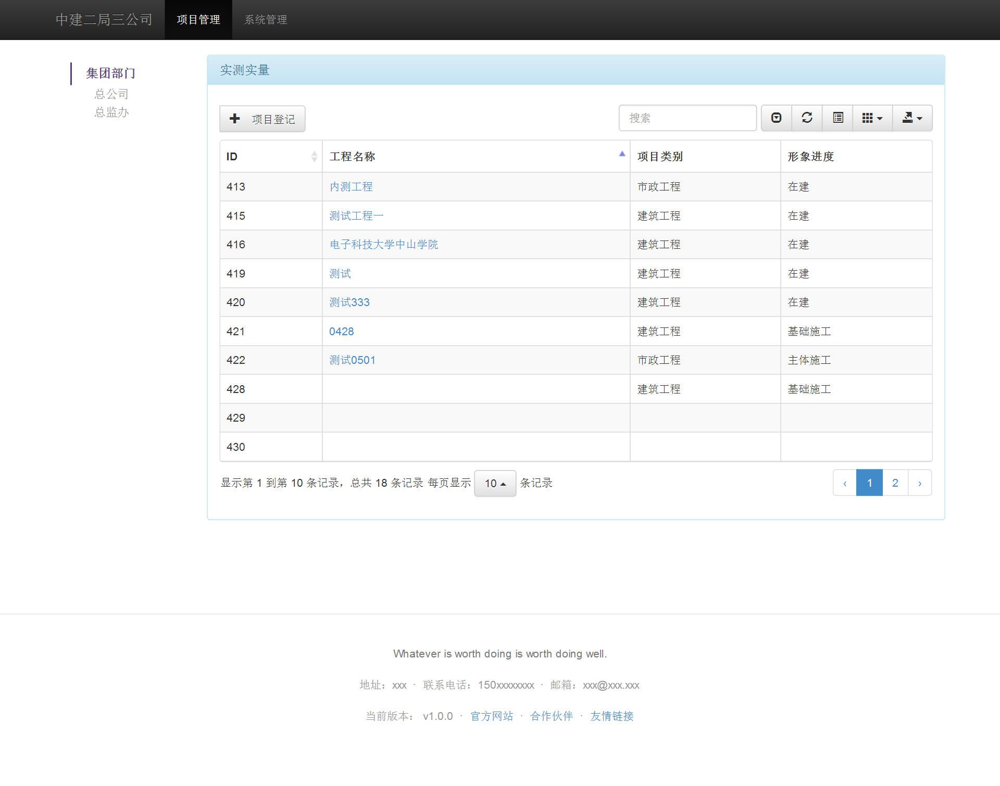 中建二局三公司 项目管理 系统管理
集团部门
总公司
总监办
实测实量
项目登记 搜索
ID 工程名称 项目类别 形象进度
413 内测工程 市政工程 在建
415 测试工程一 建筑工程 在建
416 电子科技大学中山学院 建筑工程 在建
419 测试 建筑工程 在建
420 测试333 建筑工程 在建
421 0428 建筑工程 基础施工
422 测试0501 市政工程 主体施工
428 建筑工程 基础施工
429
430
显示第 1 到第 10 条记录，总共 18 条记录 每页显示 10 条记录 ‹ 1 2 ›
Whatever is worth doing is worth doing well.
地址：xxx · 联系电话：150xxxxxxxx · 邮箱：xxx@xxx.xxx
当前版本： v1.0.0 · 官方网站 · 合作伙伴 · 友情链接